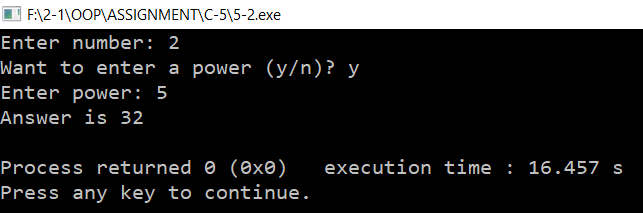 F:\2-1\OOP\ASSIGNMENT\C-5\5-2.exe
Enter number: 2
Want to enter a power (y/n)? y
Enter power: 5
Answer is 32
Process returned 0 (0x0)   execution time : 16.457 s
Press any key to continue.